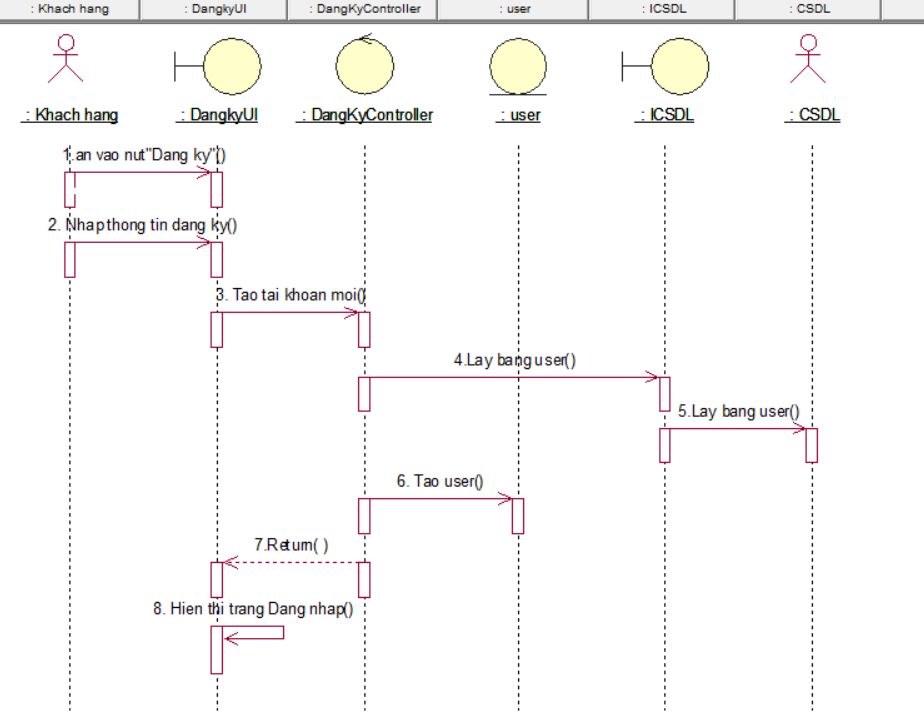 : Khach hang
: DangkyUI
: DangKyController
: user
: ICSDL
: CSDL
: Khach hang
: DangkyUI
: DangKyController
: user
: ICSDL
: CSDL
1.an vao nut"Dang ky"()
2. Nhap thong tin dang ky()
3. Tao tai khoan moi()
4.Lay bang user()
5.Lay bang user()
6. Tao user()
7.Return( )
8. Hien thi trang Dang nhap()